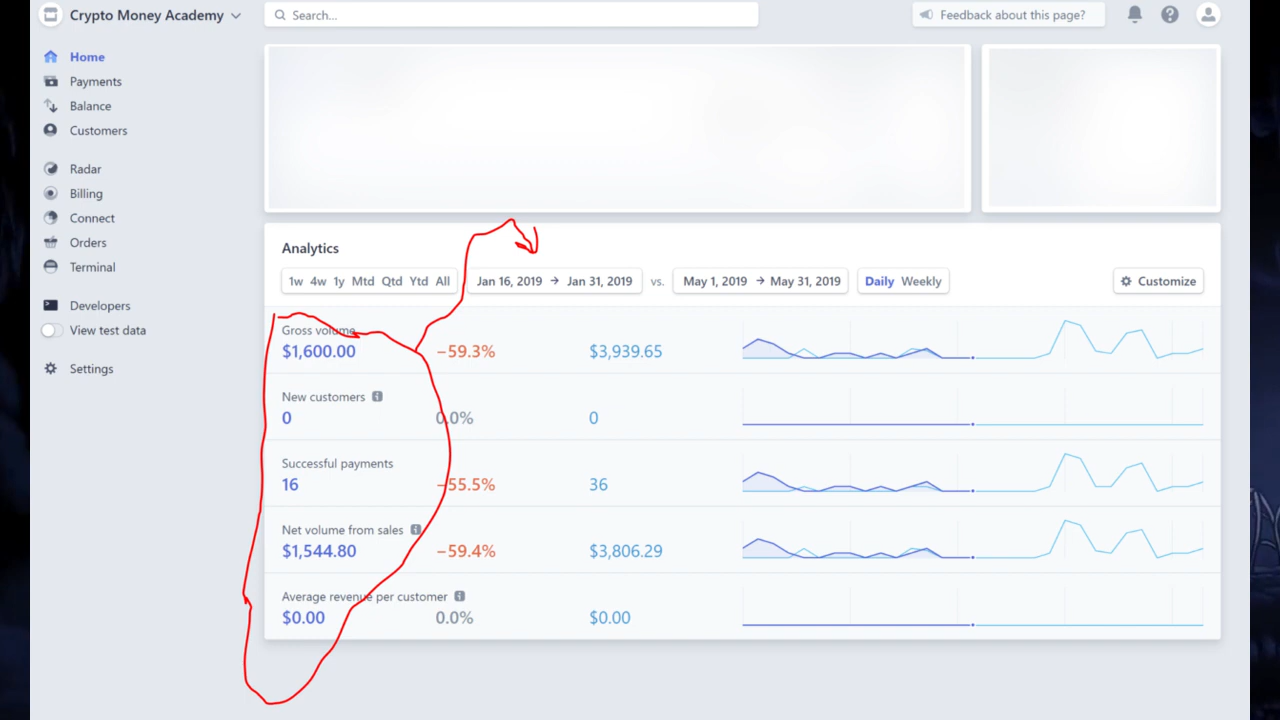 Crypto Money Academy
Search...
Feedback about this page?
Home
Payments
Balance
Customers
Radar
Billing
Connect
Orders
Terminal
Developers
View test data
Settings
Analytics
1w 4w 1y Mtd Qtd Ytd All Jan 16, 2019 → Jan 31, 2019 vs. May 1, 2019 → May 31, 2019 Daily Weekly Customize
Gross volume
$1,600.00 −59.3% $3,939.65
New customers
0 0.0% 0
Successful payments
16 −55.5% 36
Net volume from sales
$1,544.80 −59.4% $3,806.29
Average revenue per customer
$0.00 0.0% $0.00